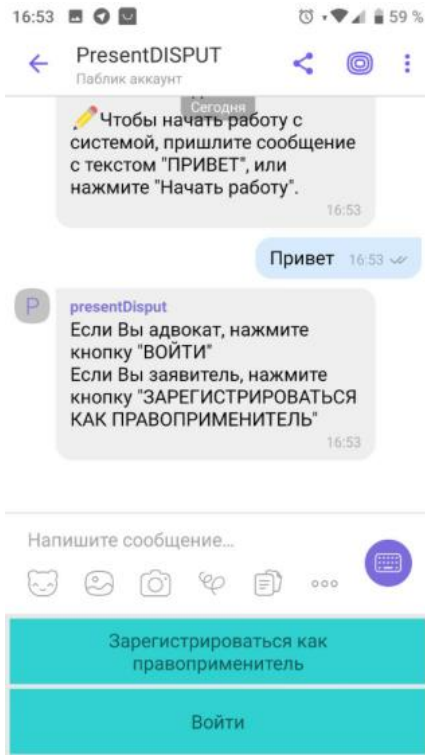 16:53
59 %
PresentDISPUT
Паблик аккаунт
Сегодня
Чтобы начать работу с
системой, пришлите сообщение
с текстом "ПРИВЕТ", или
нажмите "Начать работу".
16:53
Привет 16:53
P
presentDisput
Если Вы адвокат, нажмите
кнопку "ВОЙТИ"
Если Вы заявитель, нажмите
кнопку "ЗАРЕГИСТРИРОВАТЬСЯ
КАК ПРАВОПРИМЕНИТЕЛЬ"
16:53
Напишите сообщение...
Зарегистрироваться как
правоприменитель
Войти